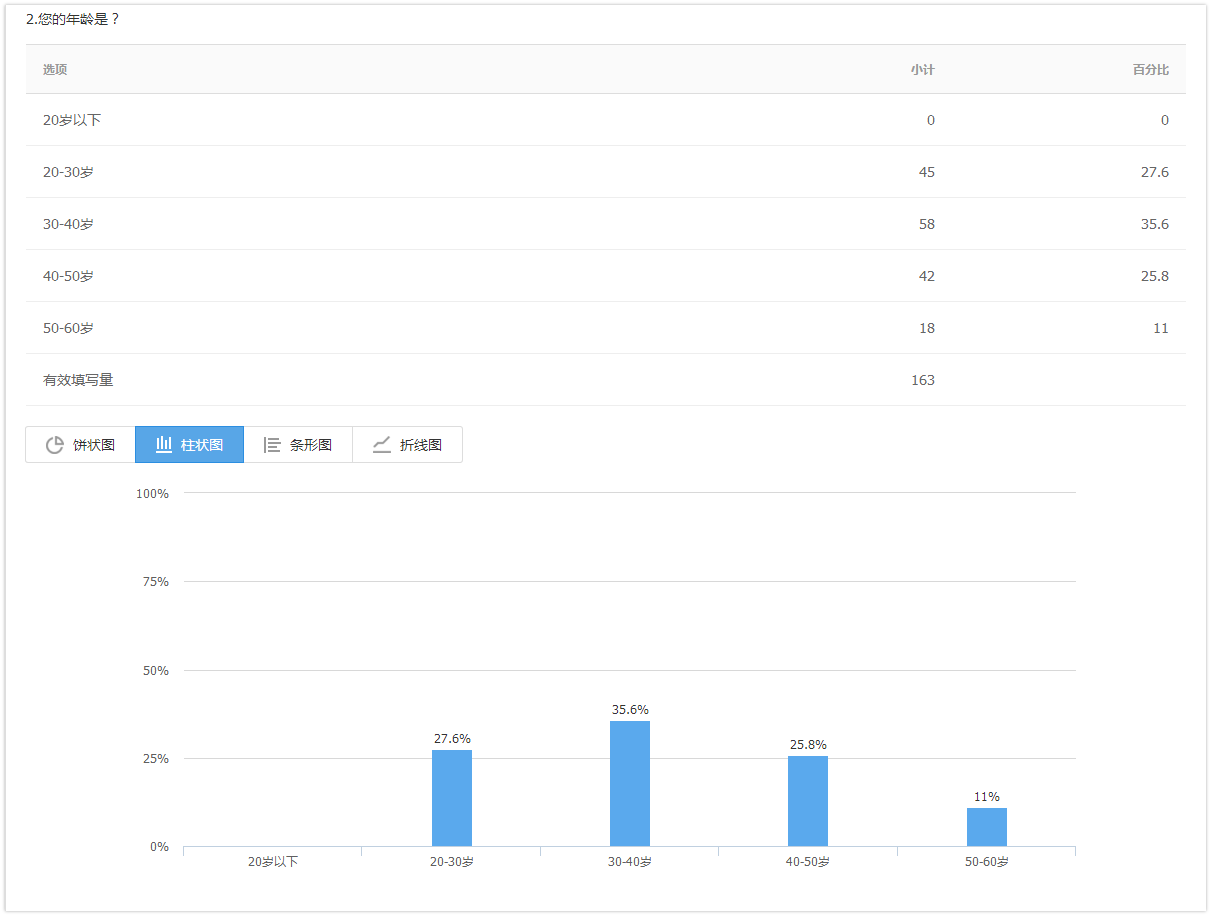 2.您的年龄是？
选项 小计 百分比
20岁以下 0 0
20-30岁 45 27.6
30-40岁 58 35.6
40-50岁 42 25.8
50-60岁 18 11
有效填写量 163
饼状图 柱状图 条形图 折线图
100%
75%
50%
35.6%
27.6%
25.8%
25%
11%
0%
20岁以下 20-30岁 30-40岁 40-50岁 50-60岁